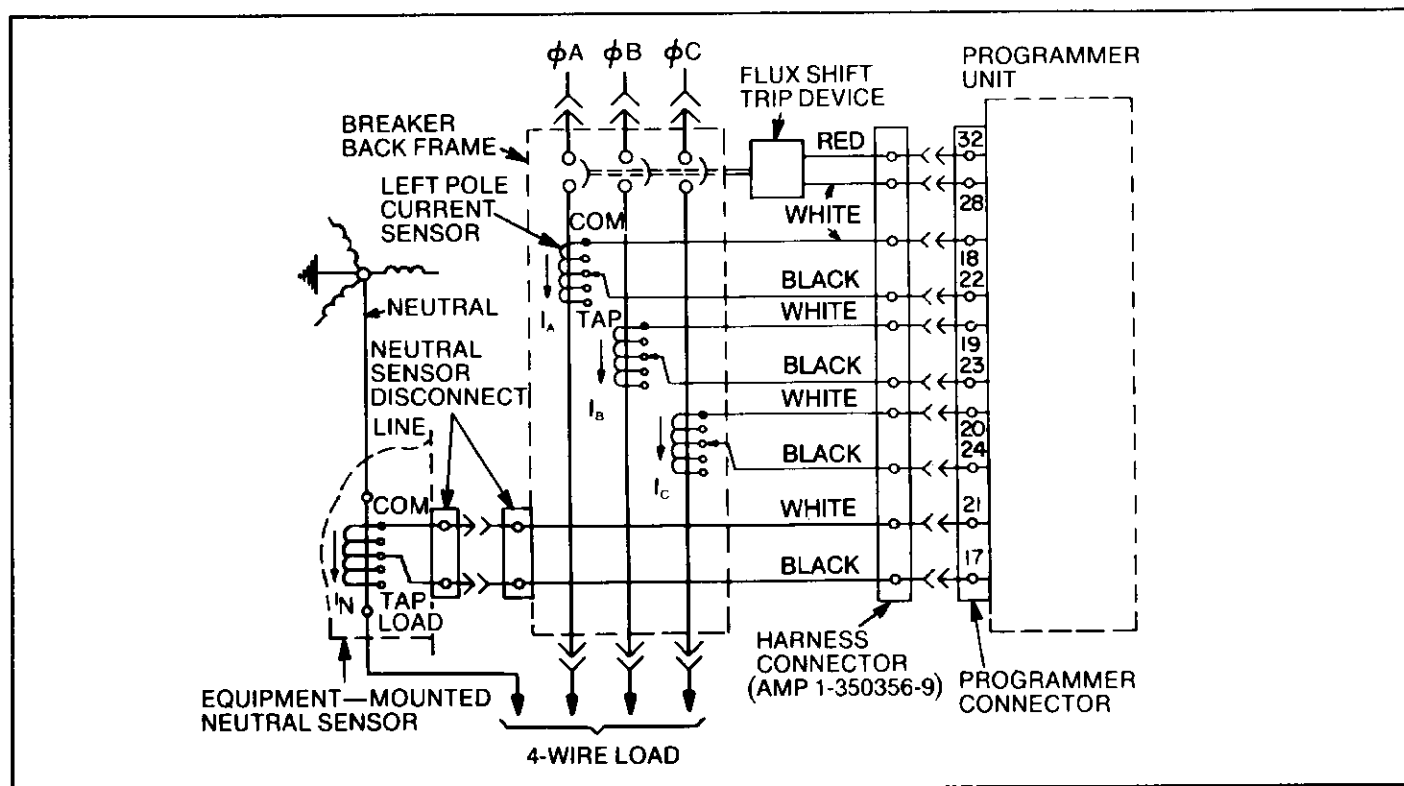 ϕA ϕB ϕC
PROGRAMMER
UNIT
FLUX SHIFT
TRIP DEVICE
BREAKER
BACK FRAME
RED
32
28
LEFT POLE
CURRENT
SENSOR
COM
WHITE
18
22
BLACK
I_A
TAP
WHITE
NEUTRAL
19
23
NEUTRAL
SENSOR
DISCONNECT
BLACK
I_B
WHITE
LINE
20
24
BLACK
I_C
COM
WHITE
21
BLACK
17
I_N
TAP
LOAD
HARNESS
CONNECTOR
(AMP 1-350356-9)
PROGRAMMER
CONNECTOR
EQUIPMENT—MOUNTED
NEUTRAL SENSOR
4-WIRE LOAD